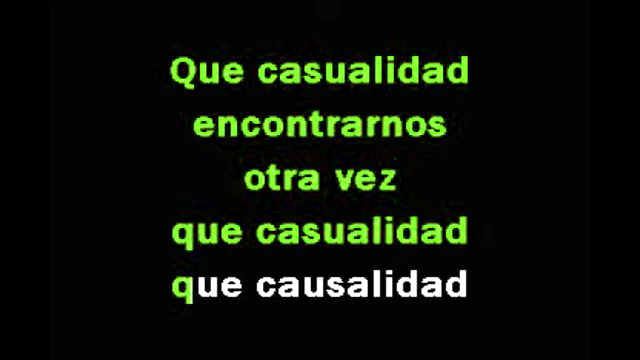 Que casualidad
encontrarnos
otra vez
que casualidad
que causalidad